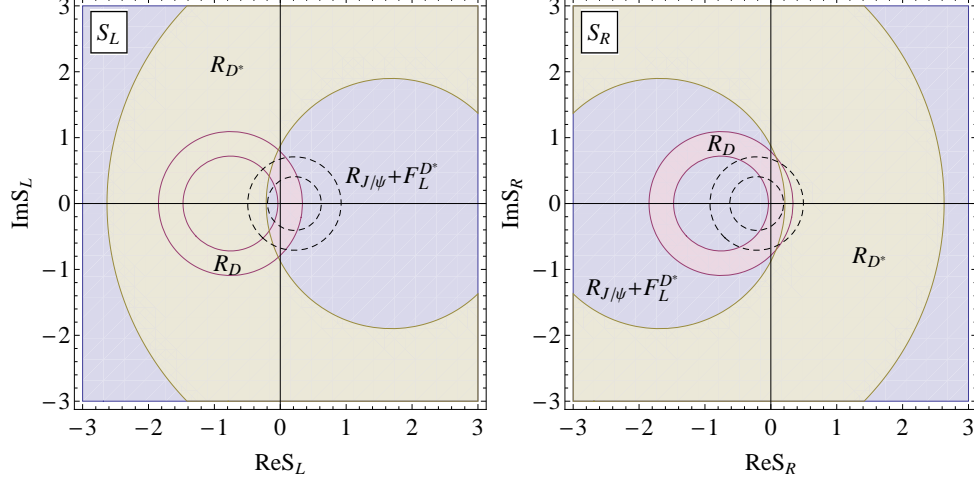 S_L
R_{D^*}
R_{J/ψ}+F_L^{D^*}
R_D
3
2
1
0
−1
−2
−3
−3 −2 −1 0 1 2 3
ImS_L
ReS_L
S_R
R_D
R_{J/ψ}+F_L^{D^*}
R_{D^*}
3
2
1
0
−1
−2
−3
−3 −2 −1 0 1 2 3
ImS_R
ReS_R